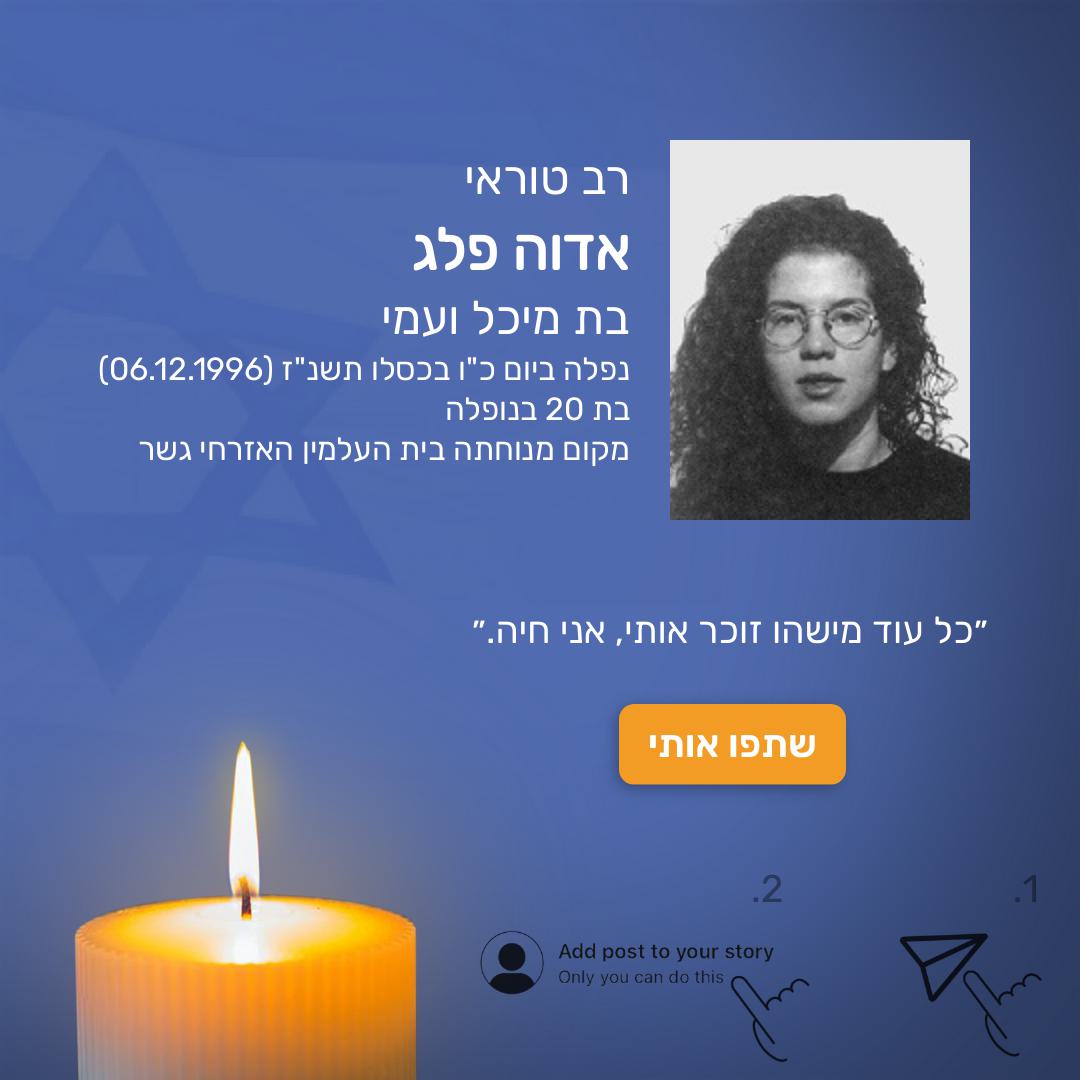 רב טוראי
אדוה פלג
בת מיכל ועמי
נפלה ביום כ"ו בכסלו תשנ"ז (06.12.1996)
בת 20 בנופלה
מקום מנוחתה בית העלמין האזרחי גשר
״כל עוד מישהו זוכר אותי, אני חיה.״
שתפו אותי
.1
.2
Add post to your story
Only you can do this